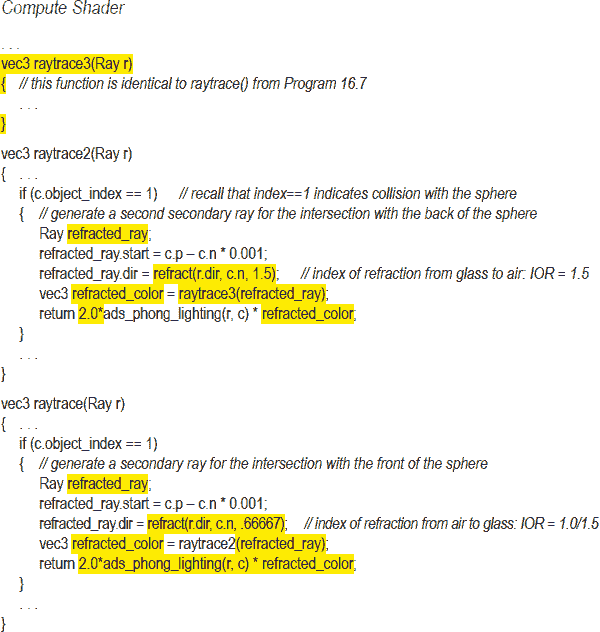 Compute Shader
. . .
vec3 raytrace3(Ray r)
{ // this function is identical to raytrace() from Program 16.7
. . .
}
vec3 raytrace2(Ray r)
{ . . .
if (c.object_index == 1) // recall that index==1 indicates collision with the sphere
{ // generate a second secondary ray for the intersection with the back of the sphere
Ray refracted_ray;
refracted_ray.start = c.p – c.n * 0.001;
refracted_ray.dir = refract(r.dir, c.n, 1.5); // index of refraction from glass to air: IOR = 1.5
vec3 refracted_color = raytrace3(refracted_ray);
return 2.0*ads_phong_lighting(r, c) * refracted_color;
}
. . .
}
vec3 raytrace(Ray r)
{ . . .
if (c.object_index == 1)
{ // generate a secondary ray for the intersection with the front of the sphere
Ray refracted_ray;
refracted_ray.start = c.p – c.n * 0.001;
refracted_ray.dir = refract(r.dir, c.n, .66667); // index of refraction from air to glass: IOR = 1.0/1.5
vec3 refracted_color = raytrace2(refracted_ray);
return 2.0*ads_phong_lighting(r, c) * refracted_color;
}
. . .
}